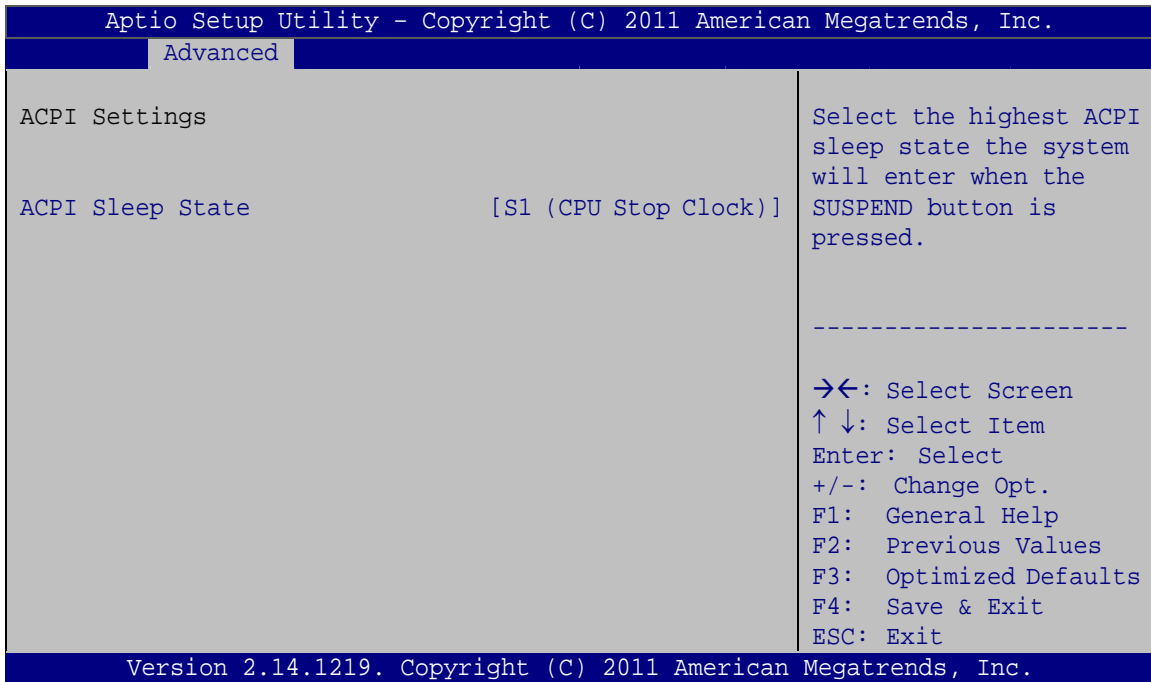 Aptio Setup Utility – Copyright (C) 2011 American Megatrends, Inc.
Advanced
ACPI Settings
ACPI Sleep State [S1 (CPU Stop Clock)]
Select the highest ACPI
sleep state the system
will enter when the
SUSPEND button is
pressed.
----------------------
→←: Select Screen
↑ ↓: Select Item
Enter: Select
+/-: Change Opt.
F1: General Help
F2: Previous Values
F3: Optimized Defaults
F4: Save & Exit
ESC: Exit
Version 2.14.1219. Copyright (C) 2011 American Megatrends, Inc.